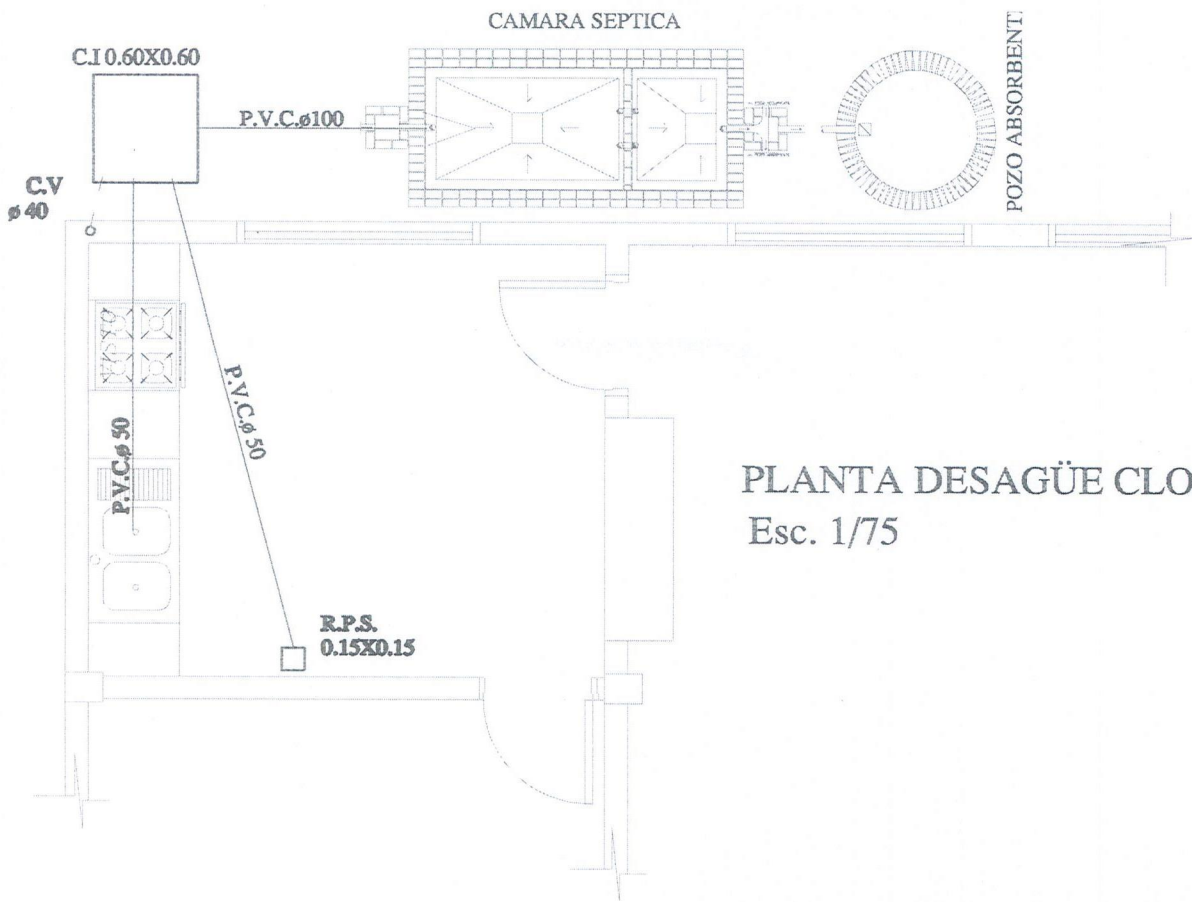 CAMARA SEPTICA
C.I 0.60X0.60
P.V.C.ø100
POZO ABSORBENT
C.V
ø 40
P.V.C.ø 50
P.V.C.ø 50
R.P.S.
0.15X0.15
PLANTA DESAGÜE CLO
Esc. 1/75